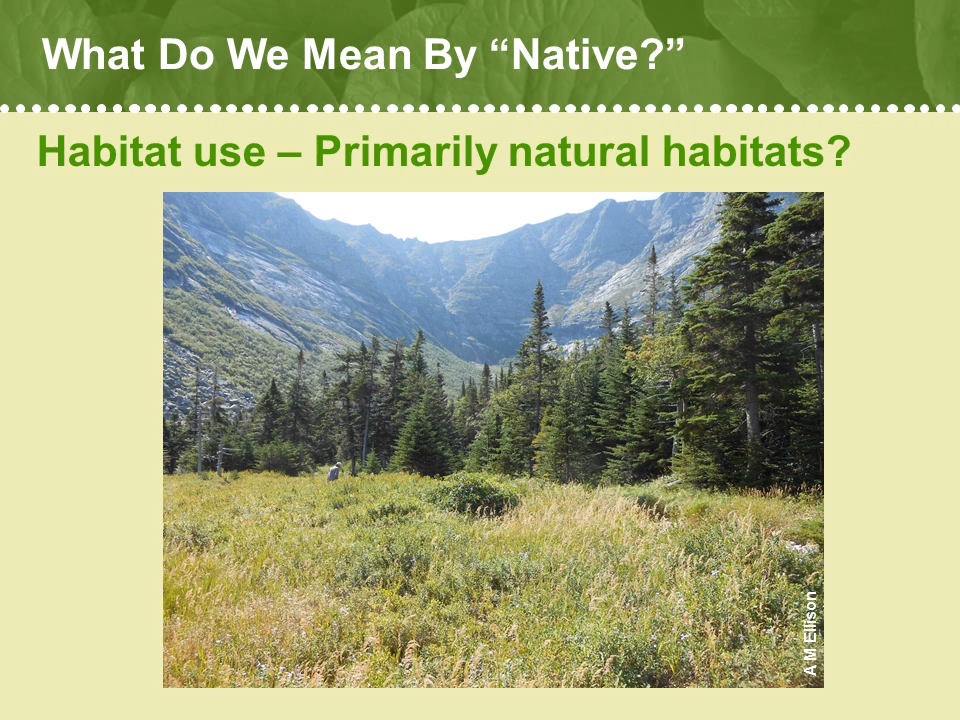 What Do We Mean By “Native?”
Habitat use – Primarily natural habitats?
A M Ellison